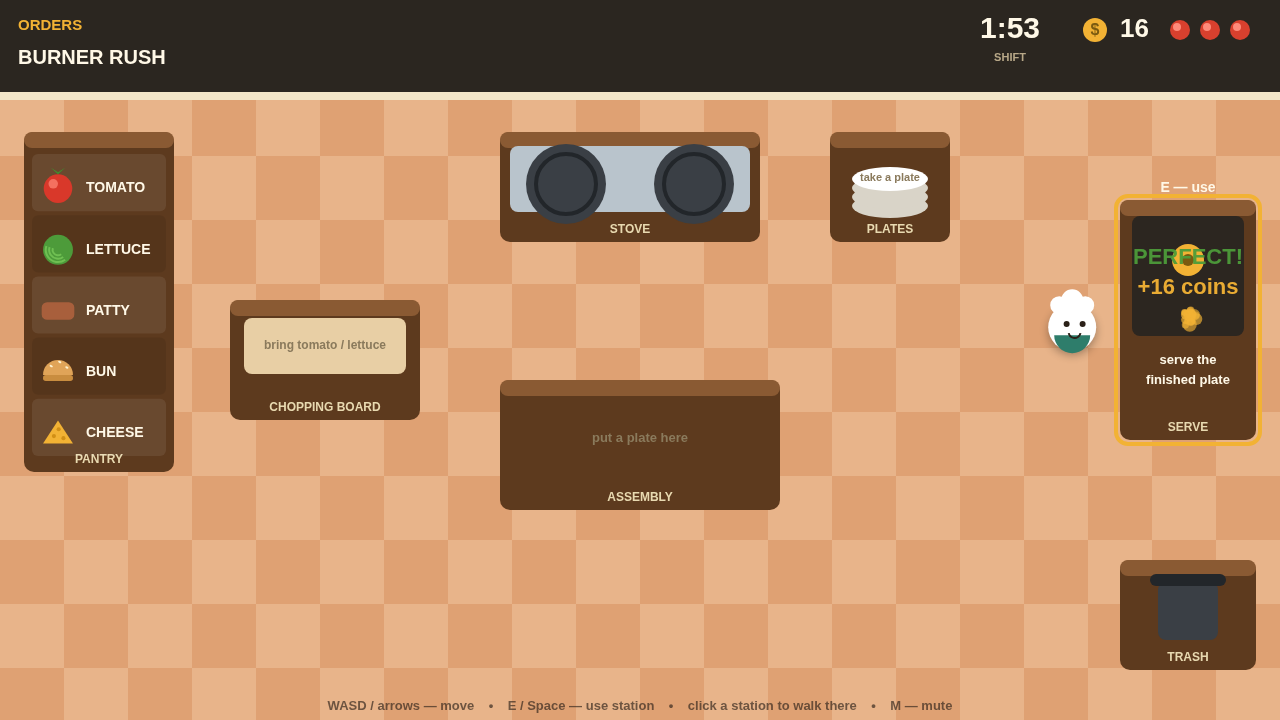 ORDERS
BURNER RUSH
1:53
SHIFT
$
16
TOMATO
LETTUCE
PATTY
BUN
CHEESE
PANTRY
bring tomato / lettuce
CHOPPING BOARD
STOVE
take a plate
PLATES
put a plate here
ASSEMBLY
E — use
PERFECT!
+16 coins
serve the
finished plate
SERVE
TRASH
WASD / arrows — move • E / Space — use station • click a station to walk there • M — mute